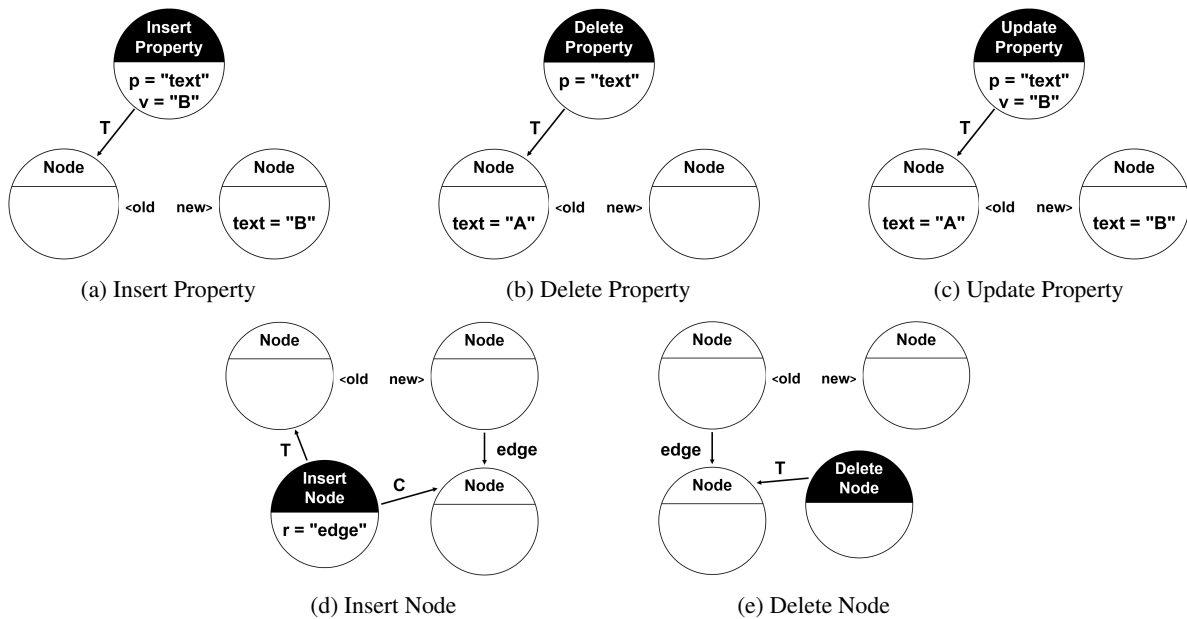 Insert
Property
p = "text"
v = "B"
T
Node
Node
<old new>
text = "B"
(a) Insert Property
Delete
Property
p = "text"
T
Node
Node
<old new>
text = "A"
(b) Delete Property
Update
Property
p = "text"
v = "B"
T
Node
Node
<old new>
text = "A"
text = "B"
(c) Update Property
Node
Node
<old new>
T
edge
Insert
Node
C
Node
r = "edge"
(d) Insert Node
Node
Node
<old new>
edge
T
Node
Delete
Node
(e) Delete Node